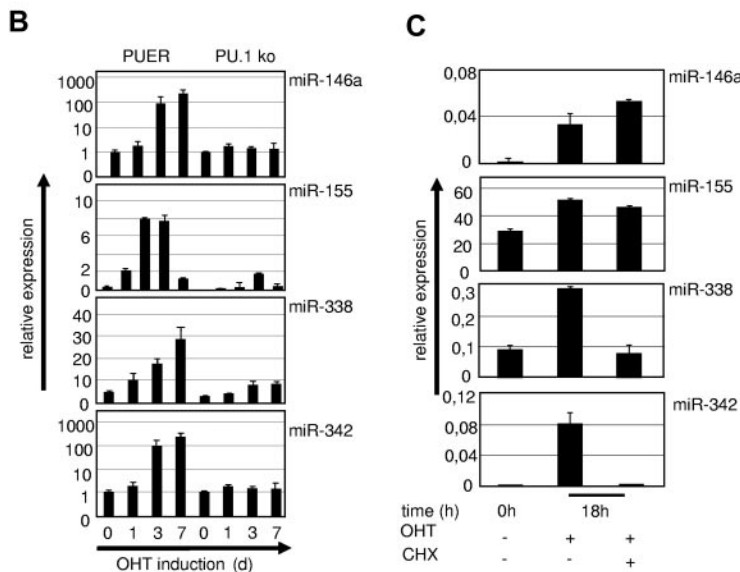 B
PUER PU.1 ko
1000
100
10
1
0
miR-146a
10
8
6
2
0
miR-155
40
30
20
10
0
miR-338
1000
100
10
1
0
miR-342
0 1 3 7 0 1 3 7
OHT induction (d)
relative expression
C
0,08
0,04
0
miR-146a
60
40
20
0
miR-155
0,3
0,2
0,1
0
miR-338
0,12
0,08
0,04
0
miR-342
relative expression
time (h) 0h 18h
OHT - + +
CHX - - +